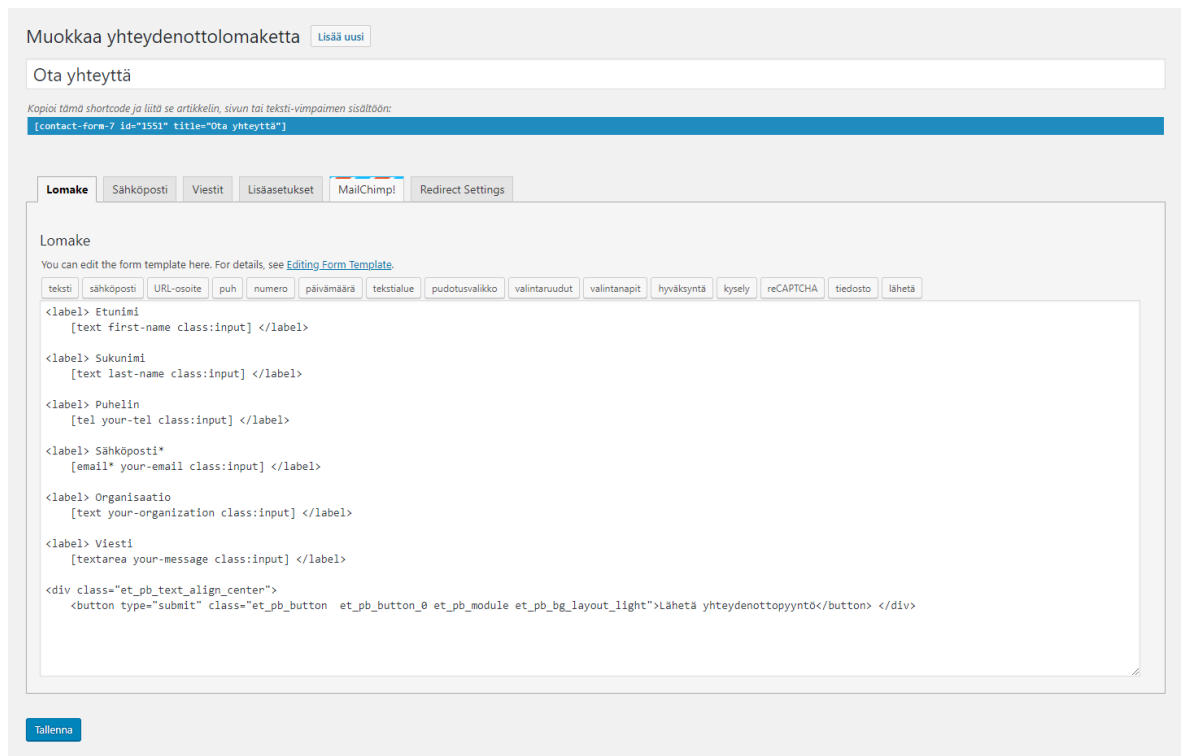 Muokkaa yhteydenottolomaketta Lisää uusi
Ota yhteyttä
Kopioi tämä shortcode ja liitä se artikkelin, sivun tai teksti-vimpaimen sisältöön:
[contact-form-7 id="1551" title="Ota yhteyttä"]
Lomake Sähköposti Viestit Lisäasetukset MailChimp! Redirect Settings
Lomake
You can edit the form template here. For details, see Editing Form Template.
teksti sähköposti URL-osoite puh numero päivämäärä tekstialue pudotusvalikko valintaruudut valintanapit hyväksyntä kysely reCAPTCHA tiedosto lähetä
<label> Etunimi
[text first-name class:input] </label>
<label> Sukunimi
[text last-name class:input] </label>
<label> Puhelin
[tel your-tel class:input] </label>
<label> Sähköposti*
[email* your-email class:input] </label>
<label> Organisaatio
[text your-organization class:input] </label>
<label> Viesti
[textarea your-message class:input] </label>
<div class="et_pb_text_align_center">
<button type="submit" class="et_pb_button  et_pb_button_0 et_pb_module et_pb_bg_layout_light">Lähetä yhteydenottopyyntö</button> </div>
Tallenna